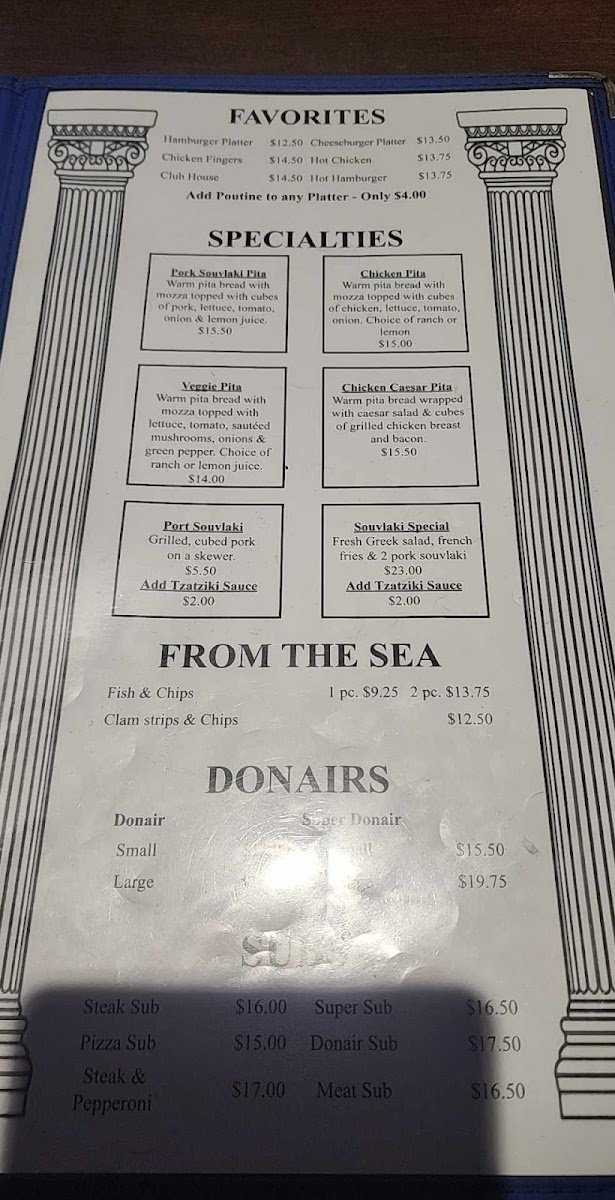 FAVORITES
Hamburger Platter $12.50 Cheeseburger Platter $13.50
Chicken Fingers $14.50 Hot Chicken $13.75
Club House $14.50 Hot Hamburger $13.75
Add Poutine to any Platter - Only $4.00
SPECIALTIES
Pork Souvlaki Pita
Warm pita bread with
mozza topped with cubes
of pork, lettuce, tomato,
onion & lemon juice.
$15.50
Chicken Pita
Warm pita bread with
mozza topped with cubes
of chicken, lettuce, tomato,
onion. Choice of ranch or
lemon
$15.00
Veggie Pita
Warm pita bread with
mozza topped with
lettuce, tomato, sautéed
mushrooms, onions &
green pepper. Choice of
ranch or lemon juice.
$14.00
Chicken Caesar Pita
Warm pita bread wrapped
with caesar salad & cubes
of grilled chicken breast
and bacon.
$15.50
Port Souvlaki
Grilled, cubed pork
on a skewer.
$5.50
Add Tzatziki Sauce
$2.00
Souvlaki Special
Fresh Greek salad, french
fries & 2 pork souvlaki
$23.00
Add Tzatziki Sauce
$2.00
FROM THE SEA
Fish & Chips 1 pc. $9.25 2 pc. $13.75
Clam strips & Chips $12.50
DONAIRS
Donair Super Donair
Small $15.50
Large $19.75
Steak Sub $16.00 Super Sub $16.50
Pizza Sub $15.00 Donair Sub $17.50
Steak &
Pepperoni $17.00 Meat Sub $16.50